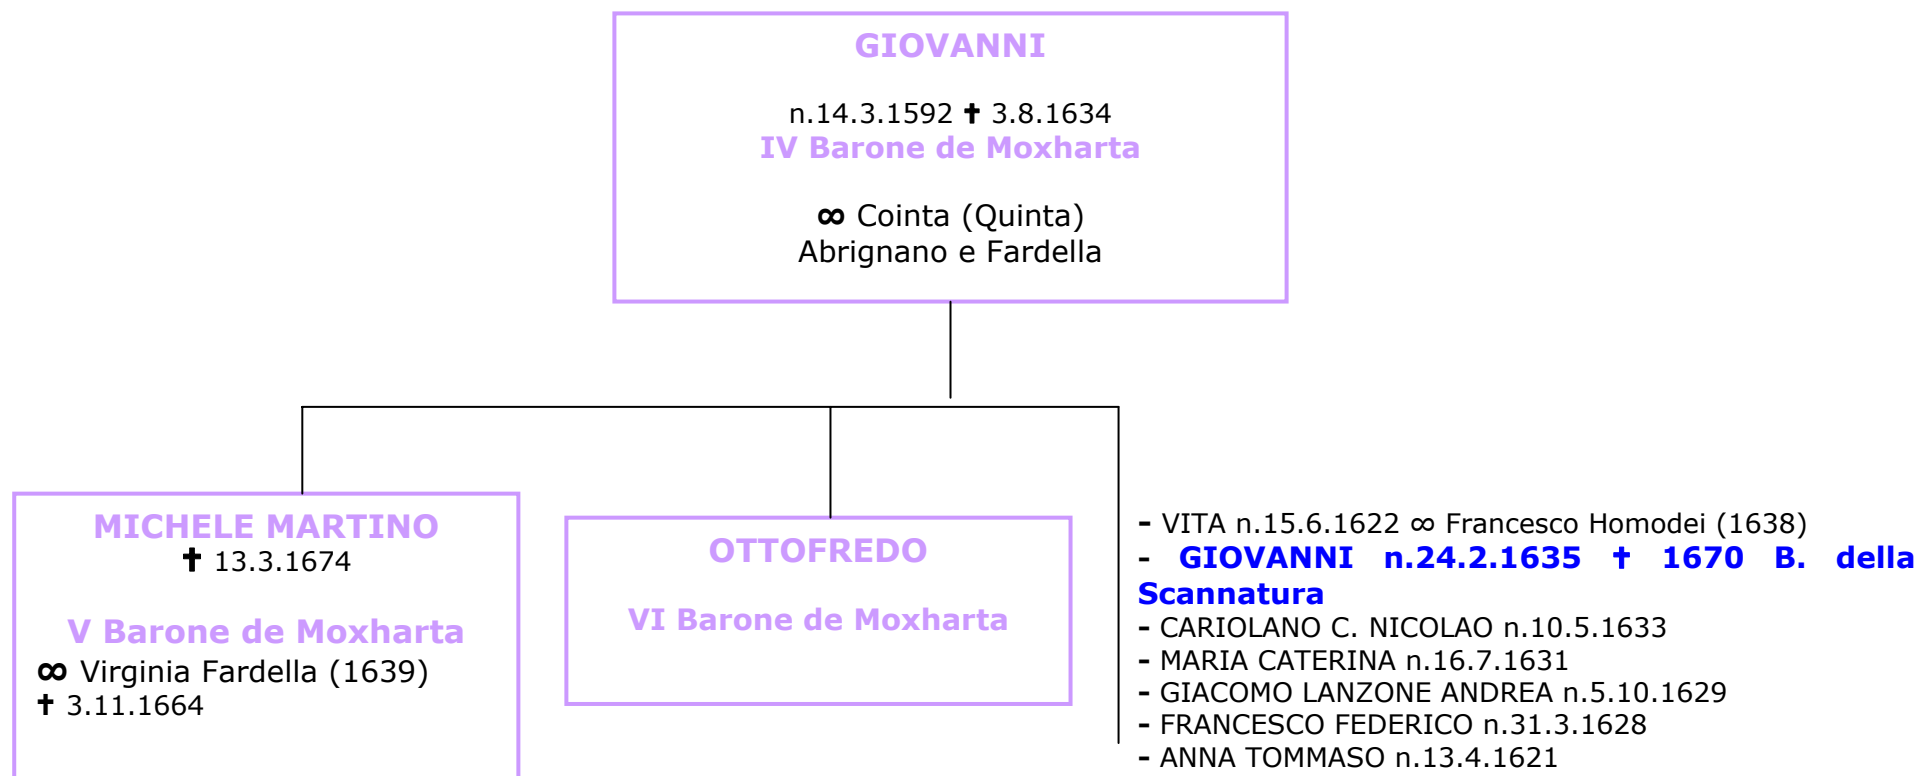 GIOVANNI
n.14.3.1592 ✝ 3.8.1634
IV Barone de Moxharta
∞ Cointa (Quinta)
Abrignano e Fardella
MICHELE MARTINO
✝ 13.3.1674
V Barone de Moxharta
∞ Virginia Fardella (1639)
✝ 3.11.1664
OTTOFREDO
VI Barone de Moxharta
- VITA n.15.6.1622 ∞ Francesco Homodei (1638)
- GIOVANNI n.24.2.1635 ✝ 1670 B. della
Scannatura
- CARIOLANO C. NICOLAO n.10.5.1633
- MARIA CATERINA n.16.7.1631
- GIACOMO LANZONE ANDREA n.5.10.1629
- FRANCESCO FEDERICO n.31.3.1628
- ANNA TOMMASO n.13.4.1621